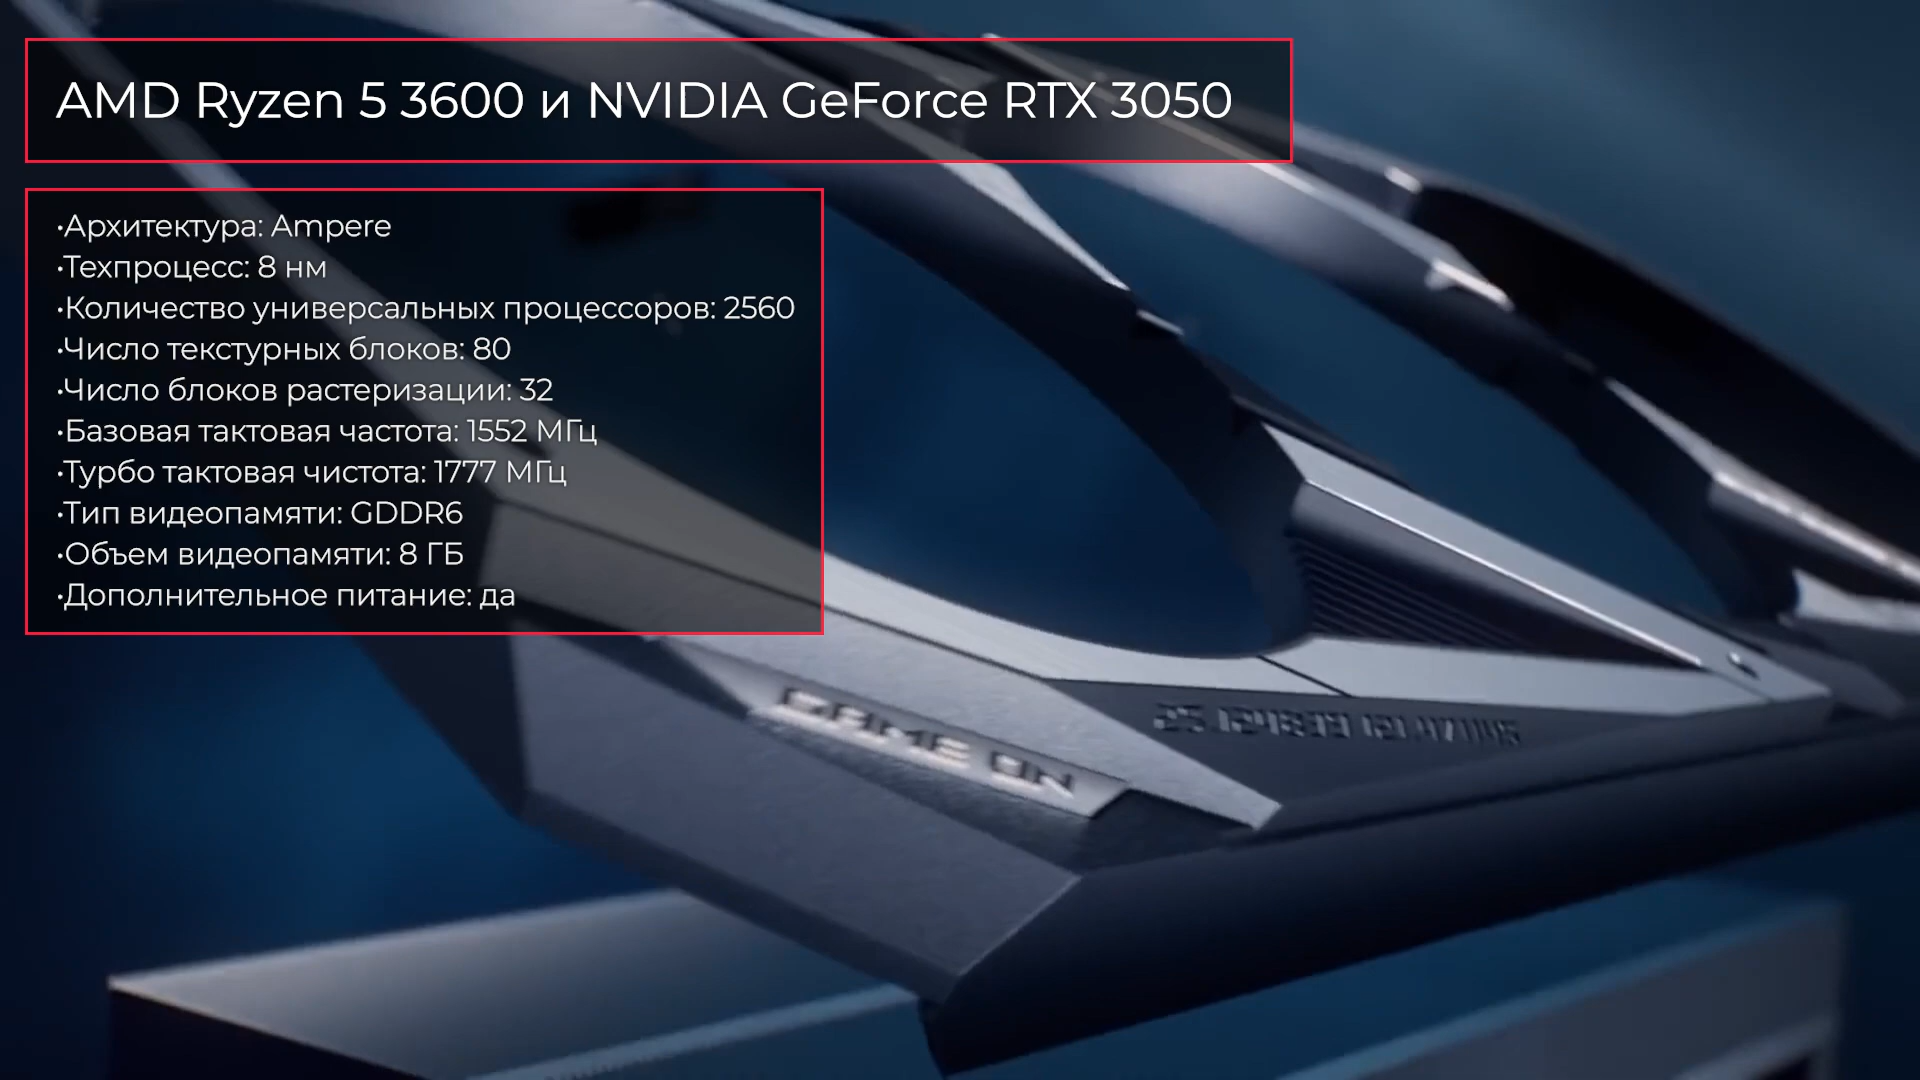 AMD Ryzen 5 3600 и NVIDIA GeForce RTX 3050
•Архитектура: Ampere
•Техпроцесс: 8 нм
•Количество универсальных процессоров: 2560
•Число текстурных блоков: 80
•Число блоков растеризации: 32
•Базовая тактовая частота: 1552 МГц
•Турбо тактовая чистота: 1777 МГц
•Тип видеопамяти: GDDR6
•Объем видеопамяти: 8 ГБ
•Дополнительное питание: да
GAME ON